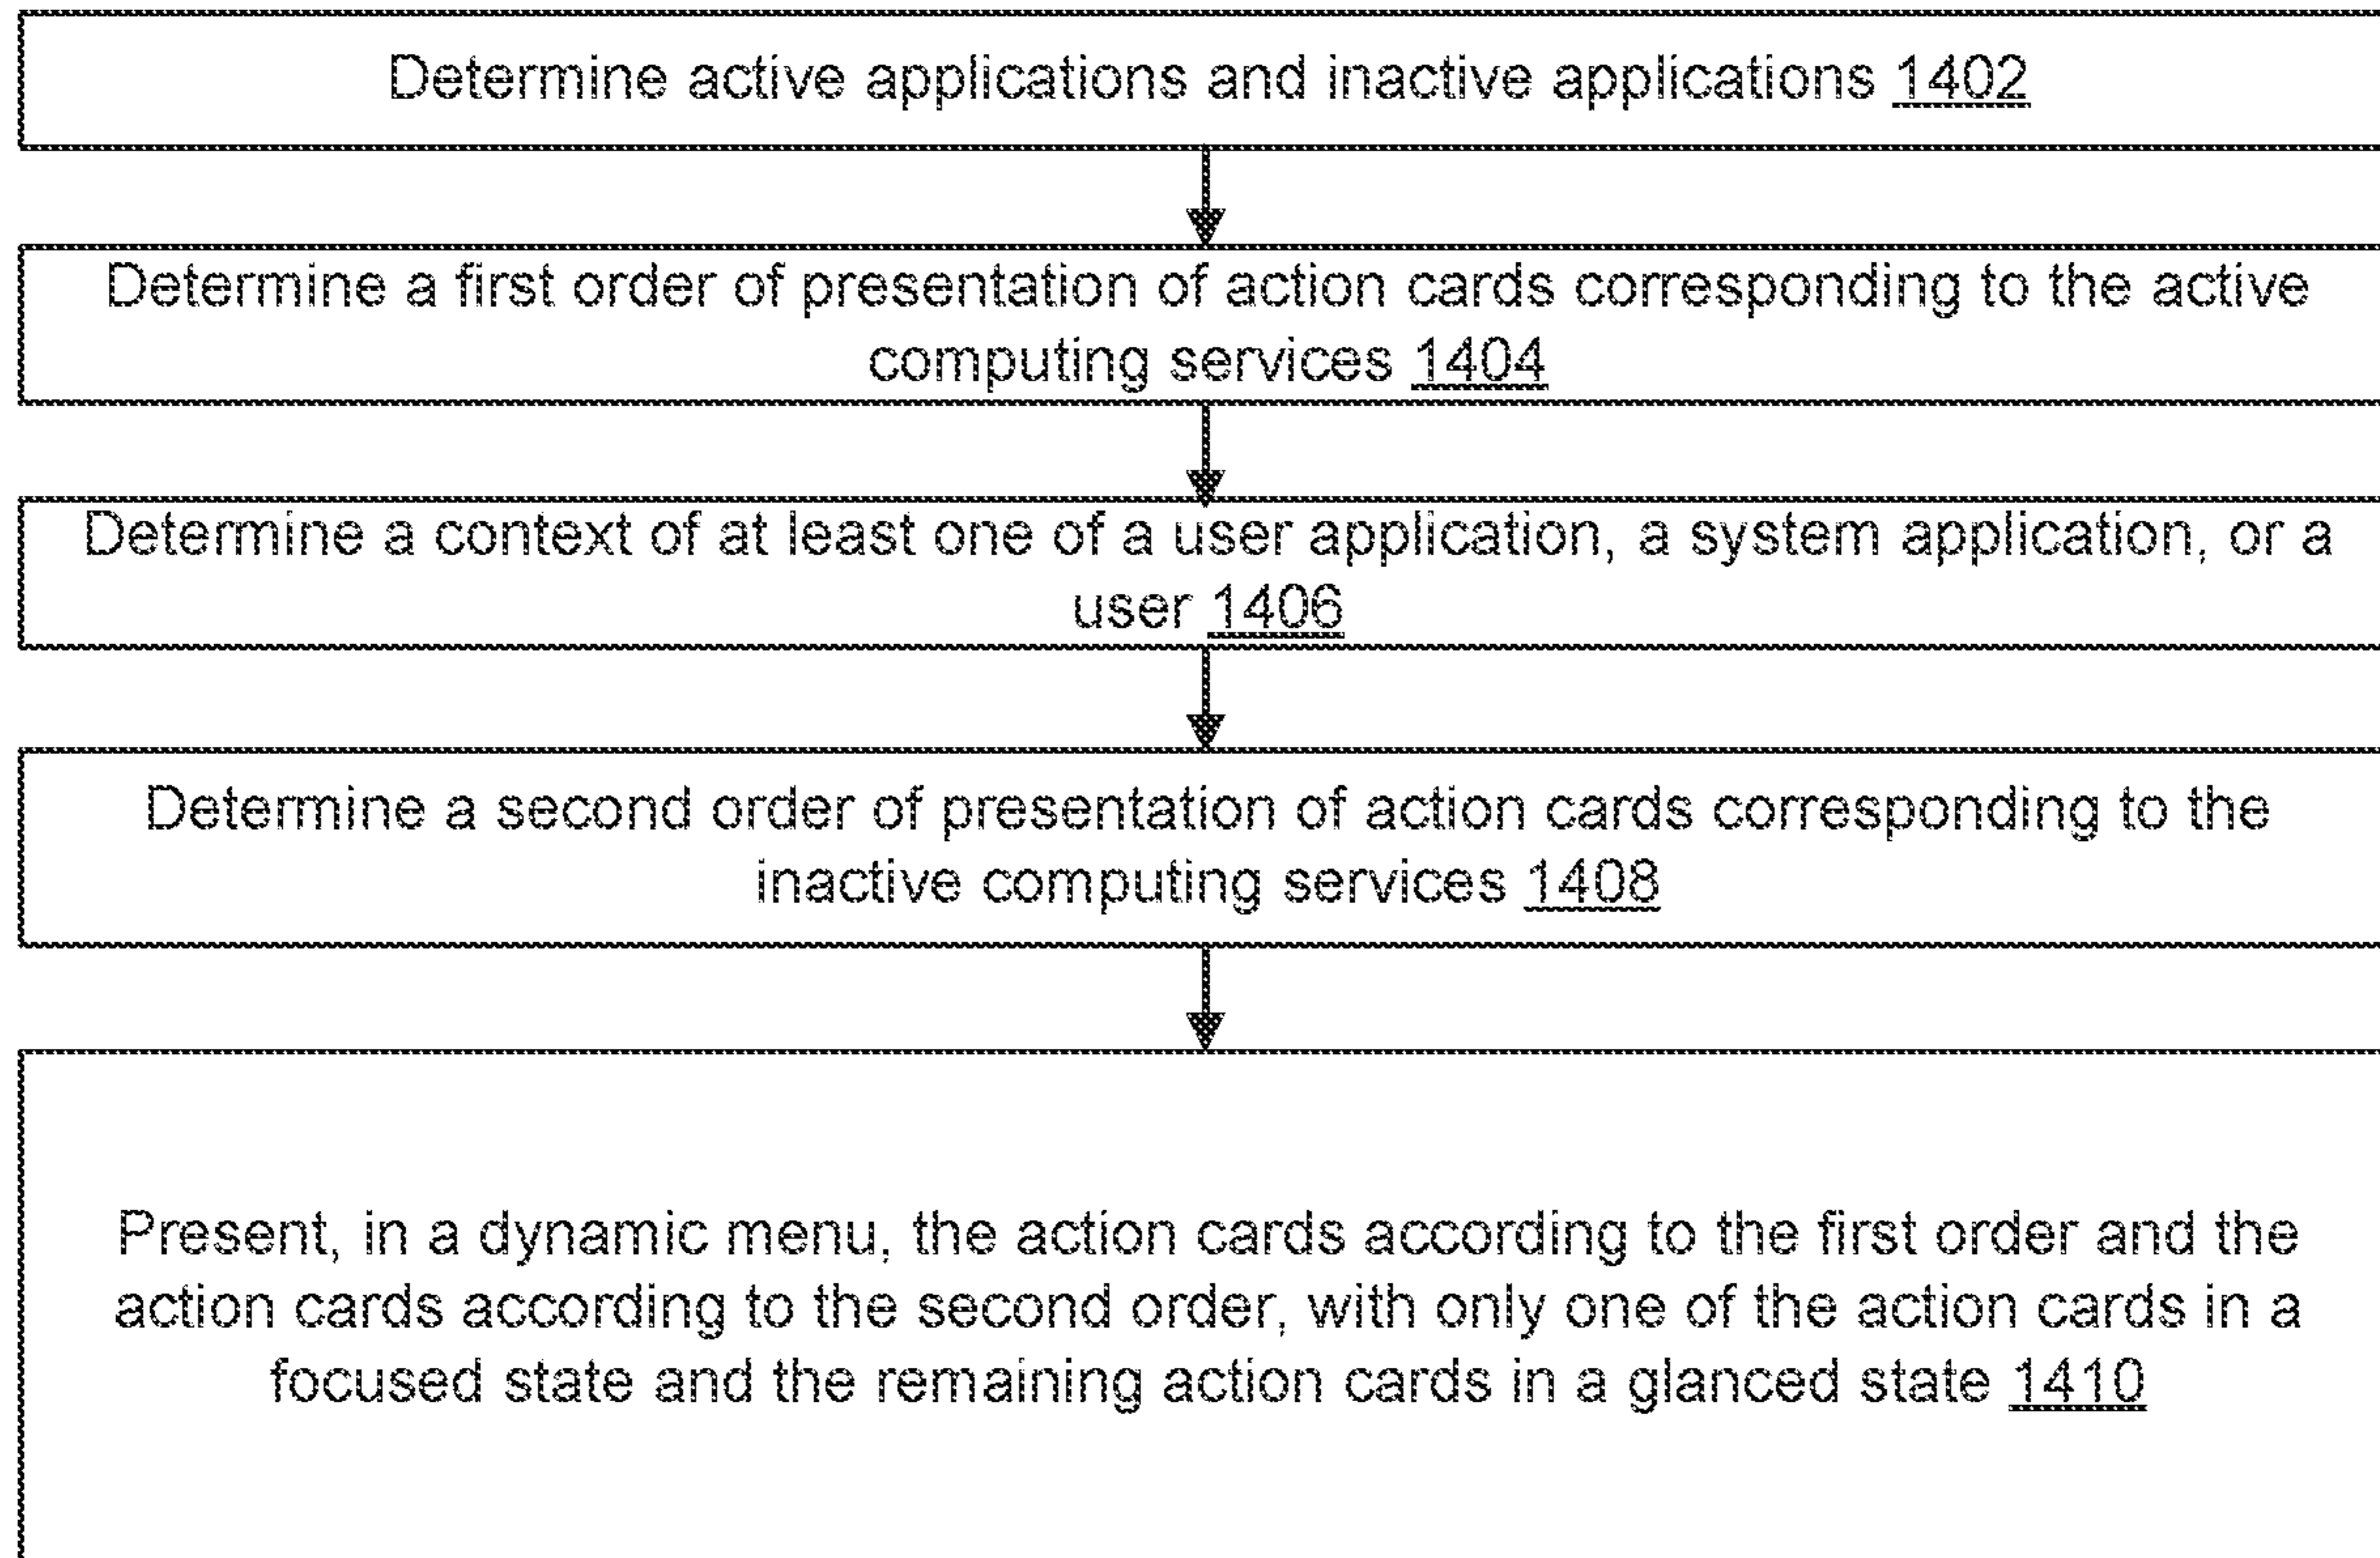 Determine active applications and inactive applications 1402
Determine a first order of presentation of action cards corresponding to the active
computing services 1404
Determine a context of at least one of a user application, a system application, or a
user 1406
Determine a second order of presentation of action cards corresponding to the
inactive computing services 1408
Present, in a dynamic menu, the action cards according to the first order and the
action cards according to the second order, with only one of the action cards in a
focused state and the remaining action cards in a glanced state 1410